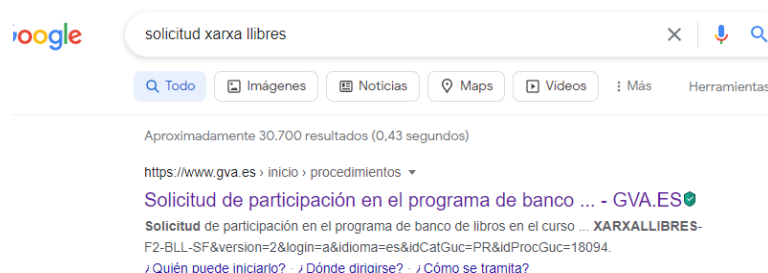 Google
solicitud xarxa llibres
Todo Imágenes Noticias Maps Vídeos Más Herramientas
Aproximadamente 30.700 resultados (0,43 segundos)
https://www.gva.es › inicio › procedimientos
Solicitud de participación en el programa de banco ... - GVA.ES
Solicitud de participación en el programa de banco de libros en el curso ... XARXALLIBRES-
F2-BLL-SF&version=2&login=a&idioma=es&idCatGuc=PR&idProcGuc=18094.
¿Quién puede iniciarlo? · ¿Dónde dirigirse? · ¿Cómo se tramita?